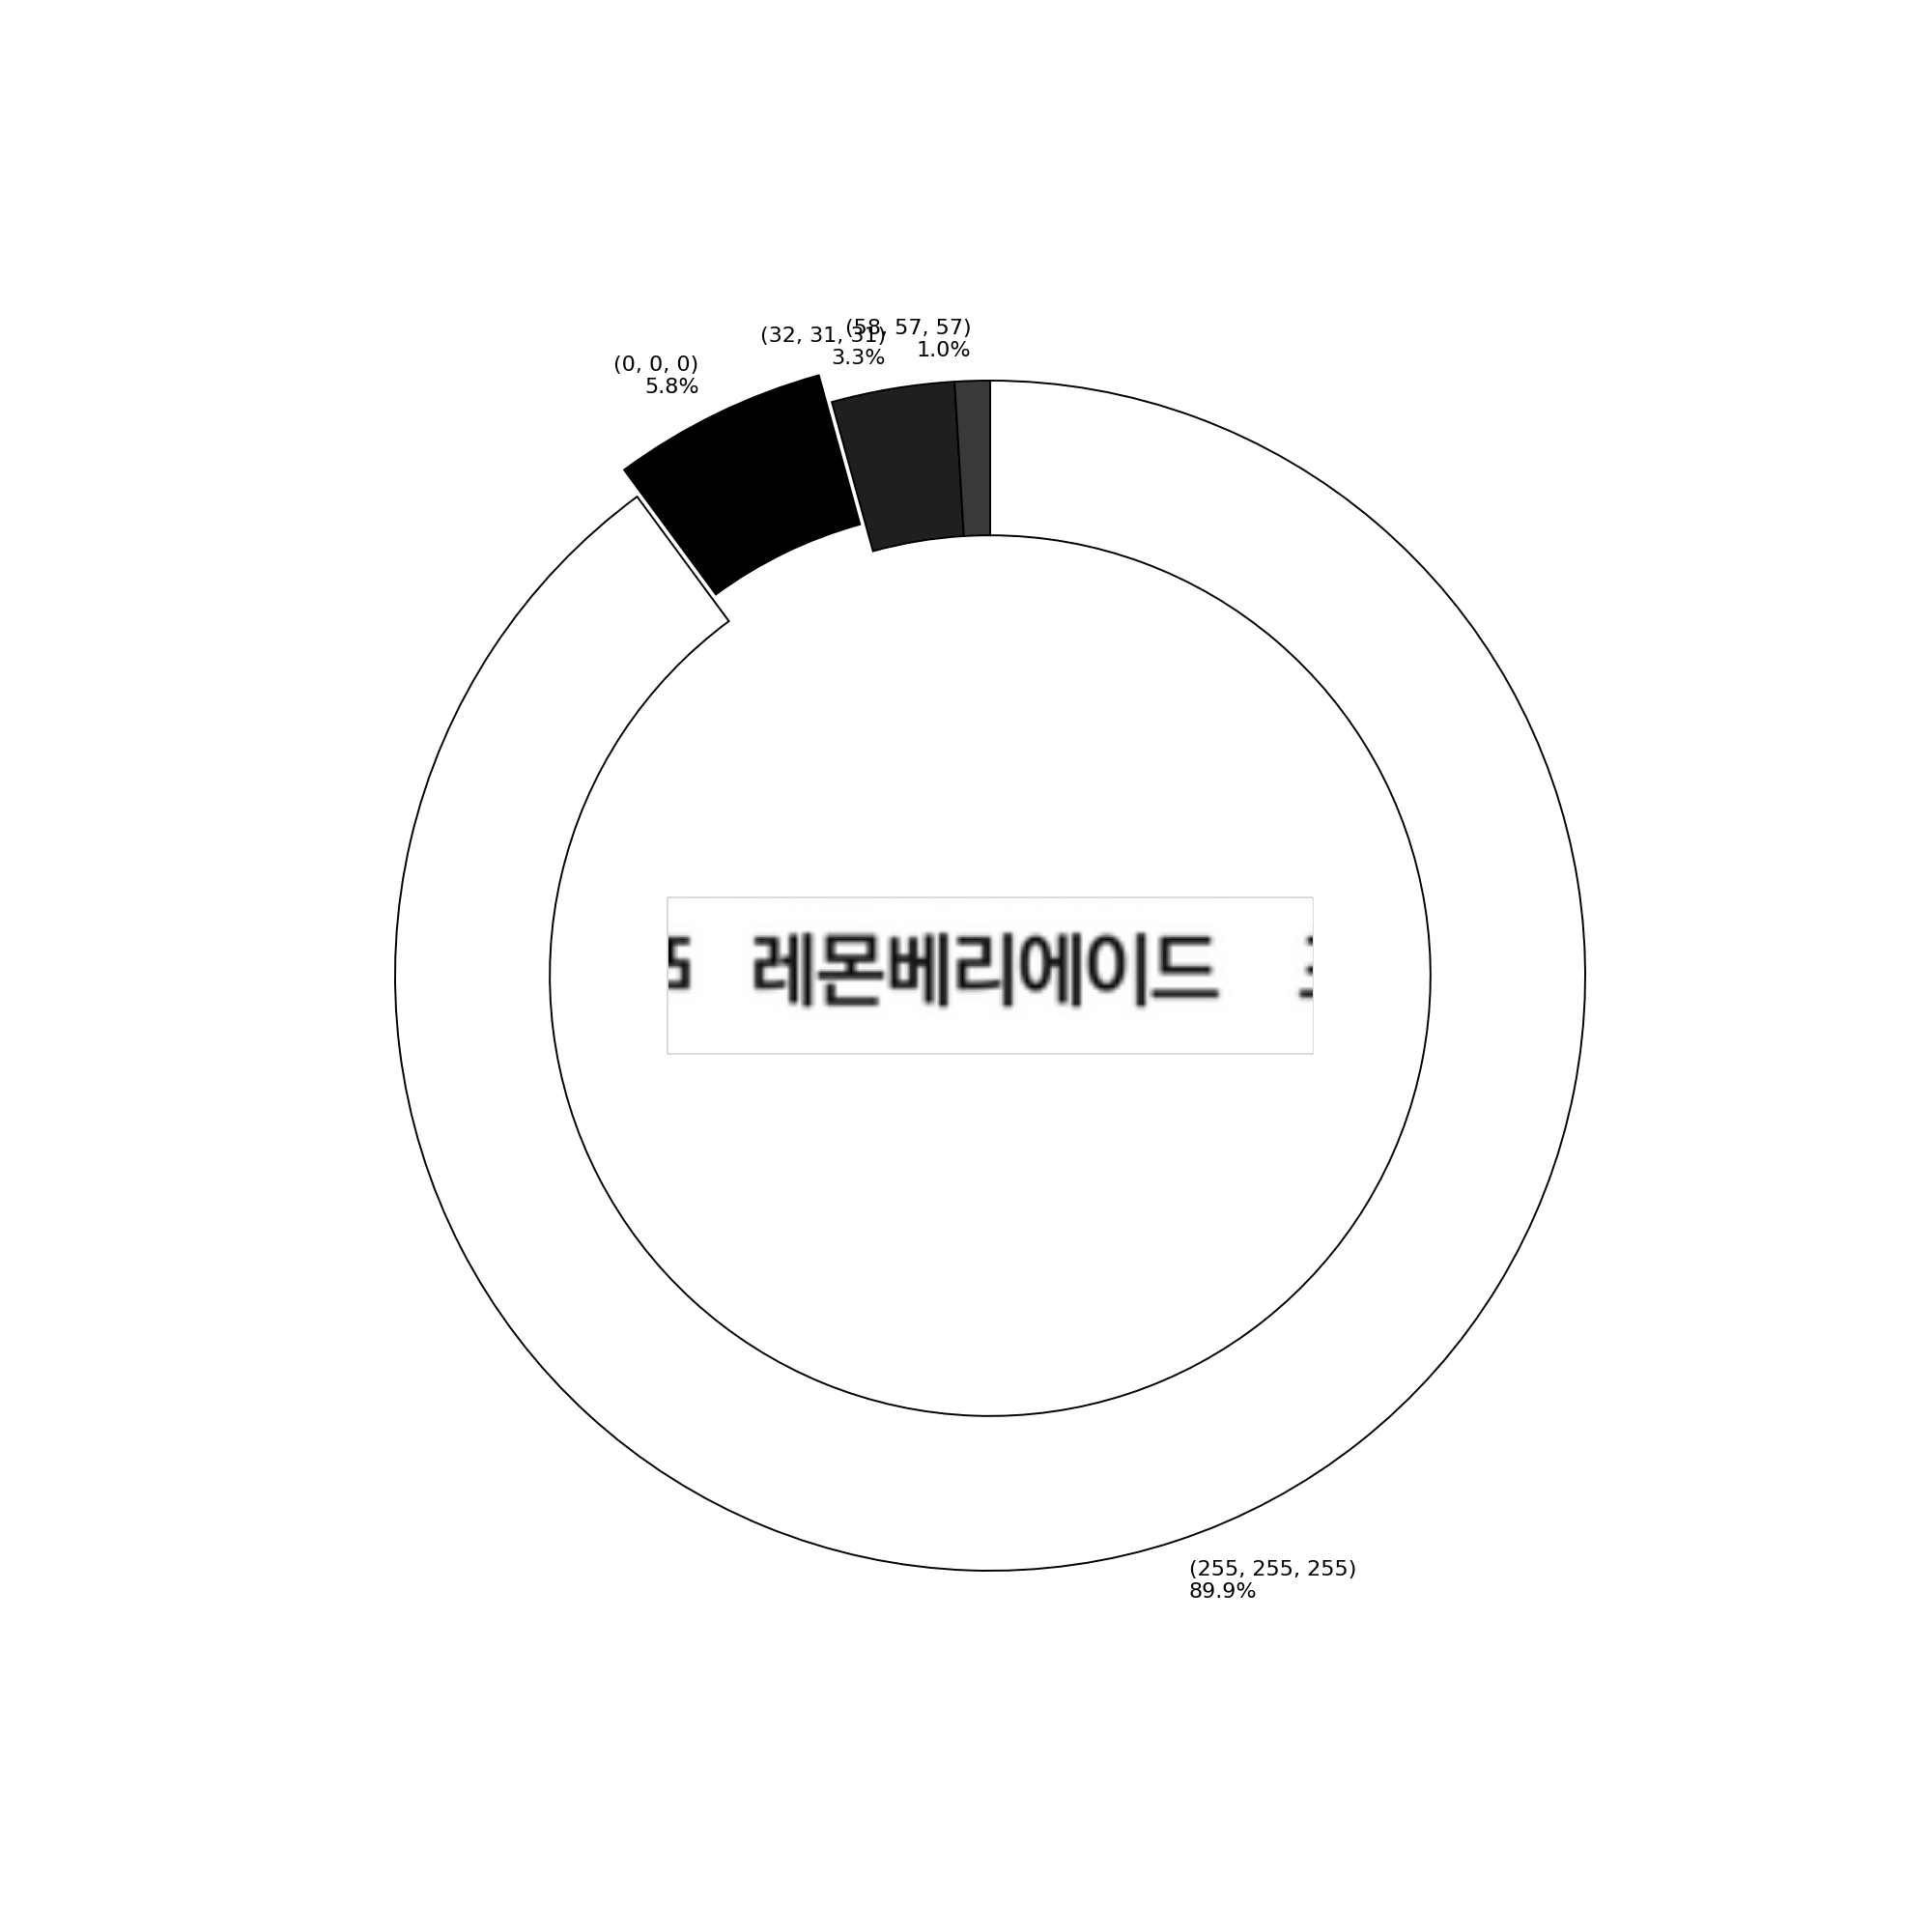 (58, 57, 57)
1.0%
(32, 31, 31)
3.3%
(0, 0, 0)
5.8%
레몬베리에이드
(255, 255, 255)
89.9%